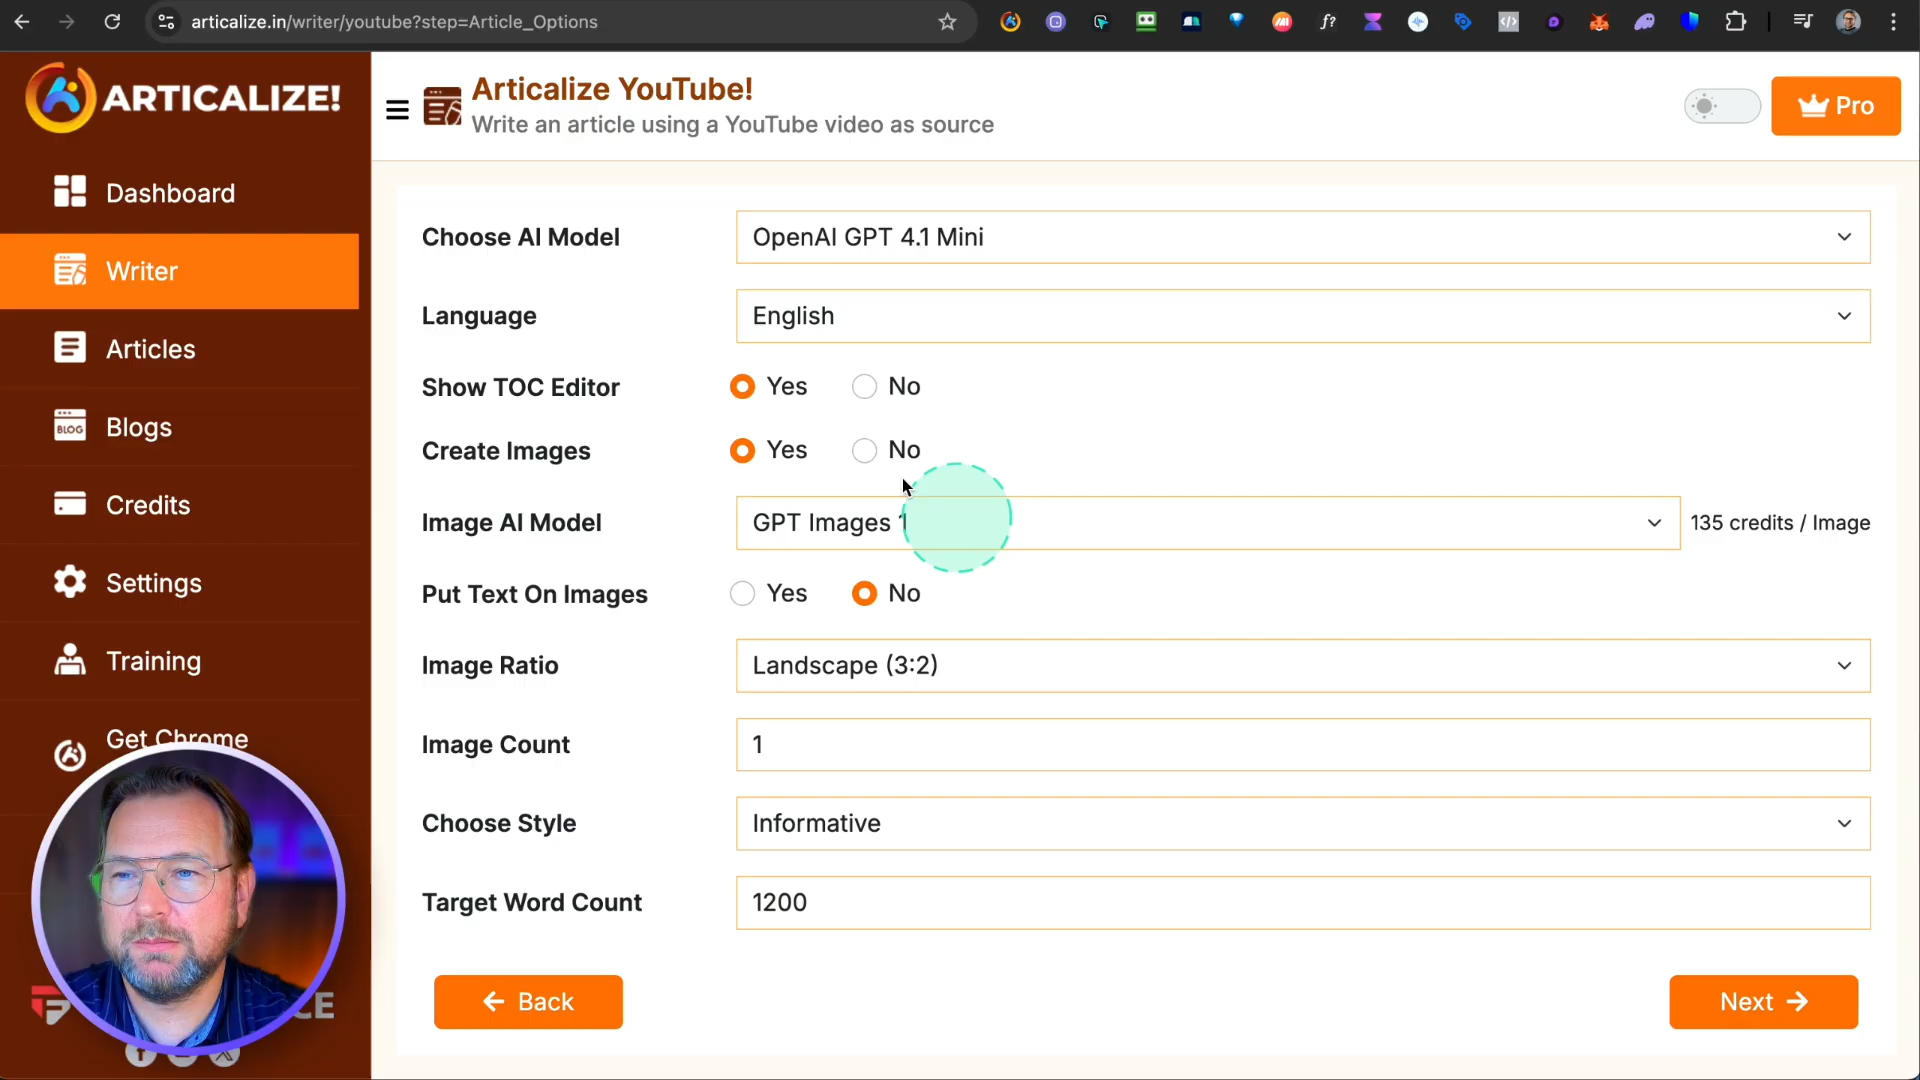 articalize.in/writer/youtube?step=Article_Options
ARTICALIZE!
Articalize YouTube!
Write an article using a YouTube video as source
Pro
Dashboard
Writer
Articles
Blogs
BLOG
Credits
Settings
Training
Get Chrome
Choose AI Model
OpenAI GPT 4.1 Mini
Language
English
Show TOC Editor
Yes
No
Create Images
Yes
No
Image AI Model
GPT Images 1
135 credits / Image
Put Text On Images
Yes
No
Image Ratio
Landscape (3:2)
Image Count
1
Choose Style
Informative
Target Word Count
1200
Back
Next